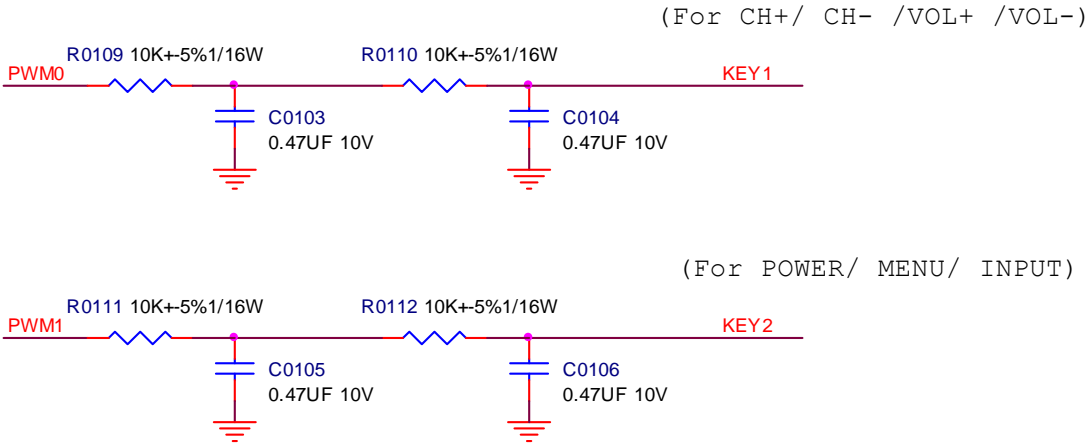 (For CH+/ CH- /VOL+ /VOL-)
R0109 10K+-5%1/16W
R0110 10K+-5%1/16W
PWM0
KEY1
C0103
0.47UF 10V
C0104
0.47UF 10V
(For POWER/ MENU/ INPUT)
R0111 10K+-5%1/16W
R0112 10K+-5%1/16W
PWM1
KEY2
C0105
0.47UF 10V
C0106
0.47UF 10V